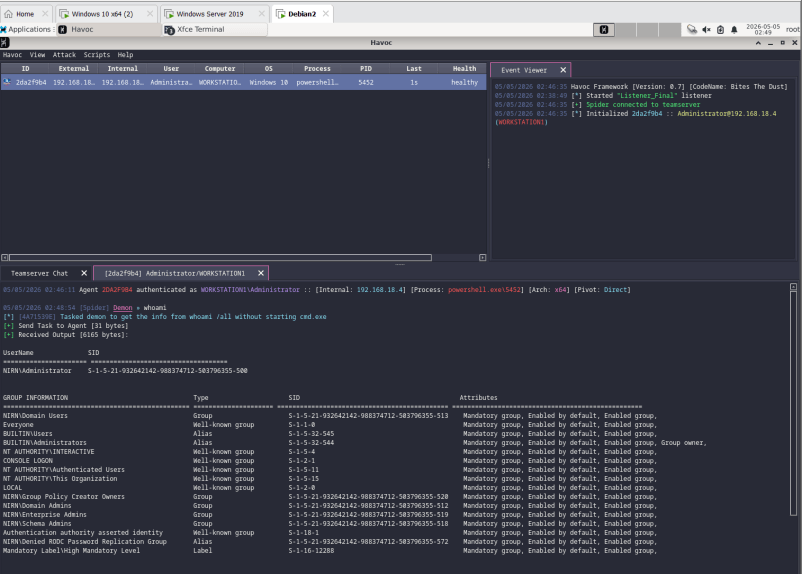 Home × Windows 10 x64 (2) × Windows Server 2019 × Debian2 ×
Applications : Havoc Xfce Terminal 2026-05-05 02:49 root
Havoc
Havoc View Attack Scripts Help
ID External Internal User Computer OS Process PID Last Health
2da2f9b4 192.168.18… 192.168.18… Administra… WORKSTATIO… Windows 10 powershell… 5452 1s healthy
Event Viewer X
05/05/2026 02:46:35 Havoc Framework [Version: 0.7] [CodeName: Bites The Dust]
05/05/2026 02:38:49 [*] Started "Listener_Final" listener
05/05/2026 02:46:35 [+] Spider connected to teamserver
05/05/2026 02:46:35 [*] Initialized 2da2f9b4 :: Administrator@192.168.18.4
(WORKSTATION1)
Teamserver Chat X [2da2f9b4] Administrator/WORKSTATION1 X
05/05/2026 02:46:11 Agent 2DA2F9B4 authenticated as WORKSTATION1\Administrator :: [Internal: 192.168.18.4] [Process: powershell.exe\5452] [Arch: x64] [Pivot: Direct]
05/05/2026 02:48:54 [Spider] Demon » whoami
[*] [4A71539E] Tasked demon to get the info from whoami /all without starting cmd.exe
[+] Send Task to Agent [31 bytes]
[+] Received Output [6165 bytes]:
UserName SID
====================== ====================================
NIRN\Administrator S-1-5-21-932642142-988374712-503796355-500
GROUP INFORMATION Type SID Attributes
================================================= ===================== ============================================= ==================================================
NIRN\Domain Users Group S-1-5-21-932642142-988374712-503796355-513 Mandatory group, Enabled by default, Enabled group,
Everyone Well-known group S-1-1-0 Mandatory group, Enabled by default, Enabled group,
BUILTIN\Users Alias S-1-5-32-545 Mandatory group, Enabled by default, Enabled group,
BUILTIN\Administrators Alias S-1-5-32-544 Mandatory group, Enabled by default, Enabled group, Group owner,
NT AUTHORITY\INTERACTIVE Well-known group S-1-5-4 Mandatory group, Enabled by default, Enabled group,
CONSOLE LOGON Well-known group S-1-2-1 Mandatory group, Enabled by default, Enabled group,
NT AUTHORITY\Authenticated Users Well-known group S-1-5-11 Mandatory group, Enabled by default, Enabled group,
NT AUTHORITY\This Organization Well-known group S-1-5-15 Mandatory group, Enabled by default, Enabled group,
LOCAL Well-known group S-1-2-0 Mandatory group, Enabled by default, Enabled group,
NIRN\Group Policy Creator Owners Group S-1-5-21-932642142-988374712-503796355-520 Mandatory group, Enabled by default, Enabled group,
NIRN\Domain Admins Group S-1-5-21-932642142-988374712-503796355-512 Mandatory group, Enabled by default, Enabled group,
NIRN\Enterprise Admins Group S-1-5-21-932642142-988374712-503796355-519 Mandatory group, Enabled by default, Enabled group,
NIRN\Schema Admins Group S-1-5-21-932642142-988374712-503796355-518 Mandatory group, Enabled by default, Enabled group,
Authentication authority asserted identity Well-known group S-1-18-1 Mandatory group, Enabled by default, Enabled group,
NIRN\Denied RODC Password Replication Group Alias S-1-5-21-932642142-988374712-503796355-572 Mandatory group, Enabled by default, Enabled group,
Mandatory Label\High Mandatory Level Label S-1-16-12288 Mandatory group, Enabled by default, Enabled group,